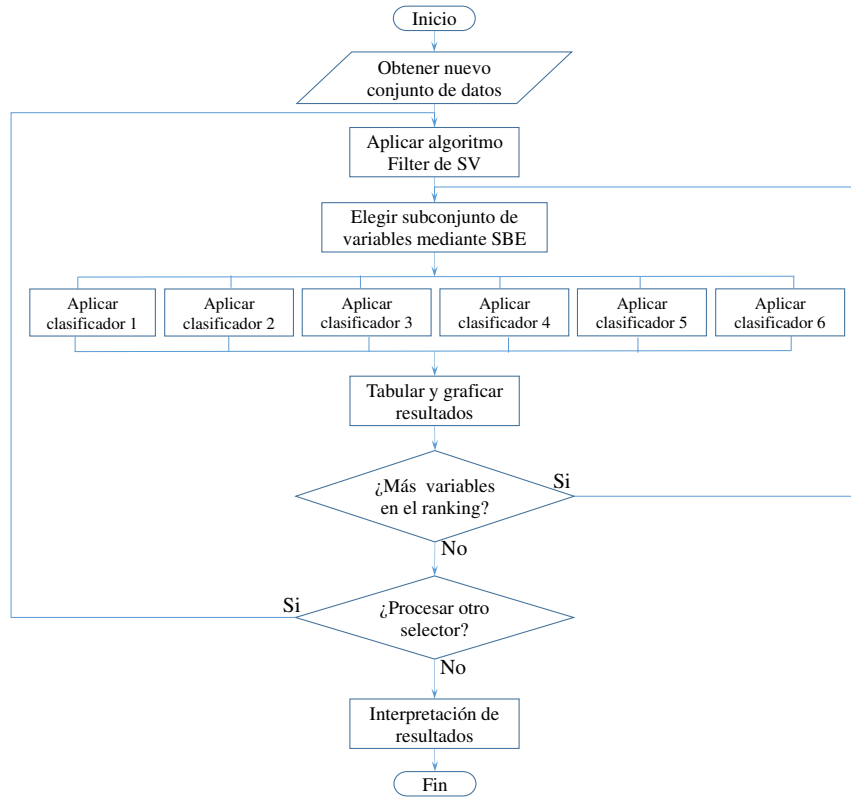 Inicio
Obtener nuevo
conjunto de datos
Aplicar algoritmo
Filter de SV
Elegir subconjunto de
variables mediante SBE
Aplicar
clasificador 1
Aplicar
clasificador 2
Aplicar
clasificador 3
Aplicar
clasificador 4
Aplicar
clasificador 5
Aplicar
clasificador 6
Tabular y graficar
resultados
¿Más variables
en el ranking?
Si
No
¿Procesar otro
selector?
Si
No
Interpretación de
resultados
Fin